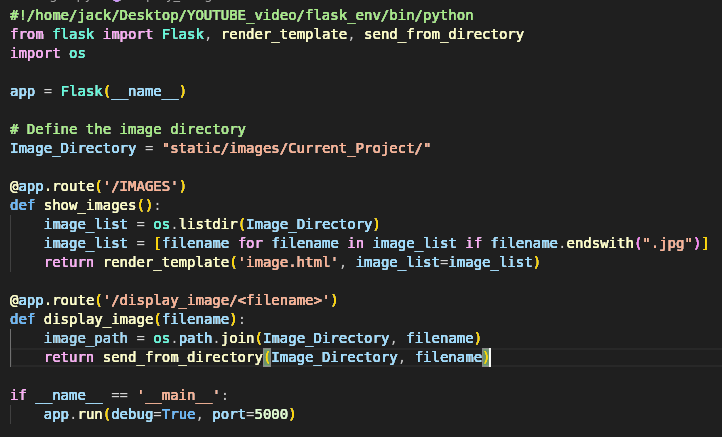 #!/home/jack/Desktop/YOUTUBE_video/flask_env/bin/python
from flask import Flask, render_template, send_from_directory
import os
app = Flask(__name__)
# Define the image directory
Image_Directory = "static/images/Current_Project/"
@app.route('/IMAGES')
def show_images():
    image_list = os.listdir(Image_Directory)
    image_list = [filename for filename in image_list if filename.endswith(".jpg")]
    return render_template('image.html', image_list=image_list)
@app.route('/display_image/<filename>')
def display_image(filename):
    image_path = os.path.join(Image_Directory, filename)
    return send_from_directory(Image_Directory, filename)
if __name__ == '__main__':
    app.run(debug=True, port=5000)